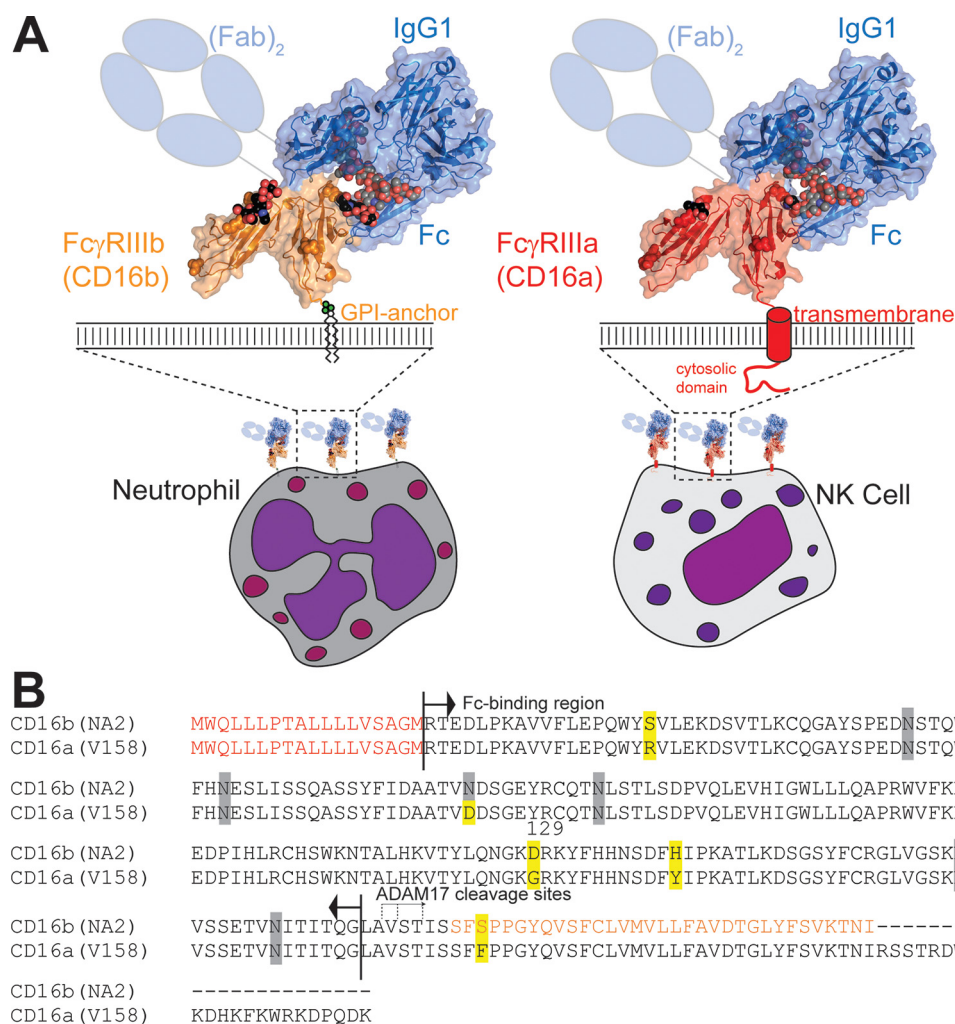 A
(Fab)2
IgG1
FcγRIIIb
(CD16b)
Fc
GPI-anchor
Neutrophil
(Fab)2
IgG1
FcγRIIIa
(CD16a)
Fc
transmembrane
cytosolic
domain
NK Cell
B
Fc-binding region
CD16b(NA2) MWQLLLPTALLLLVSAGMRTEDLPKAVVFLEPQWYSVLEKDSVTLKCQGAYSPEDNSTQV
CD16a(V158) MWQLLLPTALLLLVSAGMRTEDLPKAVVFLEPQWYRVLEKDSVTLKCQGAYSPEDNSTQV
CD16b(NA2) FHNESLISSQASSYFIDAATVNDSGEYRCQTNLSTLSDPVQLEVHIGWLLLQAPRWVFK
CD16a(V158) FHNESLISSQASSYFIDAATVDDSGEYRCQTNLSTLSDPVQLEVHIGWLLLQAPRWVFK
129
CD16b(NA2) EDPIHLRCHSWKNTALHKVTYLQNGKDRKYFHHNSDFHIPKATLKDSGSYFCRGLVGSK
CD16a(V158) EDPIHLRCHSWKNTALHKVTYLQNGKGRKYFHHNSDFYIPKATLKDSGSYFCRGLVGSK
ADAM17 cleavage sites
CD16b(NA2) VSSETVNITITQGLAVSTISSFSPPGYQVSFCLVMVLLFAVDTGLYFSVKTNI------
CD16a(V158) VSSETVNITITQGLAVSTISSFFPPGYQVSFCLVMVLLFAVDTGLYFSVKTNIRSSTRD
CD16b(NA2) --------------
CD16a(V158) KDHKFKWRKDPQDK